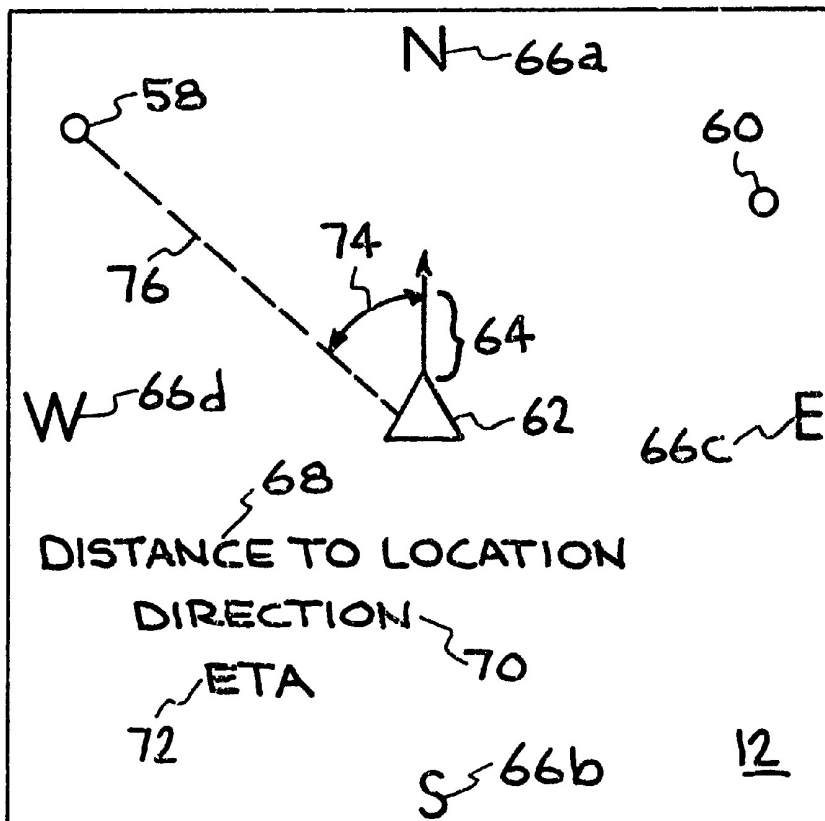 N 66a
58
60
74
76
64
W 66d
62
66c E
68
DISTANCE TO LOCATION
DIRECTION 70
ETA
72
12
S 66b